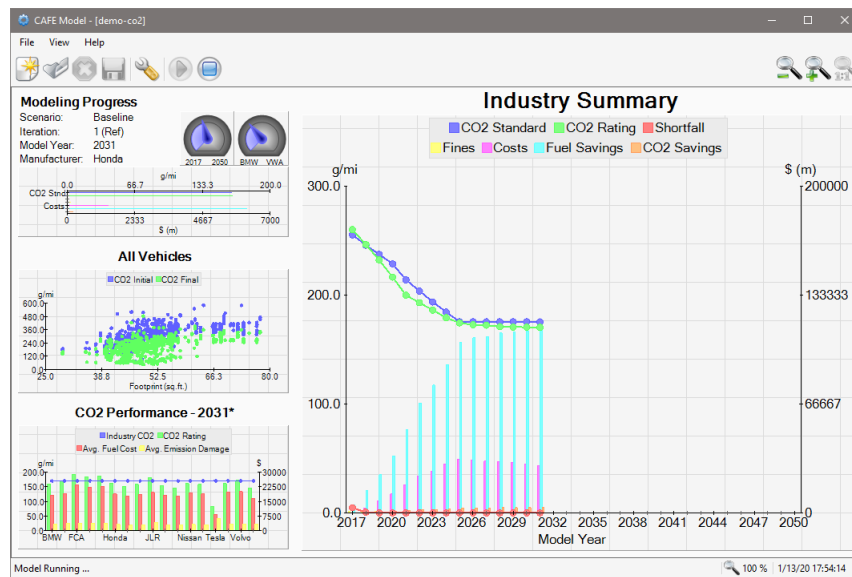 CAFE Model - [demo-co2]
File View Help
Modeling Progress
Scenario: Baseline
Iteration: 1 (Ref)
Model Year: 2031
Manufacturer: Honda
2017 2050 BMW VWA
g/mi
0.0 66.7 133.3 200.0
CO2 Stnd
Costs
0 2333 4667 7000
$ (m)
All Vehicles
CO2 Initial CO2 Final
g/mi
600.0
480.0
360.0
240.0
120.0
0.0
25.0 38.8 52.5 66.3 80.0
Footprint (sq.ft.)
CO2 Performance - 2031*
Industry CO2 CO2 Rating
Avg. Fuel Cost Avg. Emission Damage
g/mi $
200.0 30000
150.0 22500
100.0 15000
50.0 7500
0.0 0
BMW FCA Honda JLR Nissan Tesla Volvo
Industry Summary
CO2 Standard CO2 Rating Shortfall
Fines Costs Fuel Savings CO2 Savings
g/mi $ (m)
300.0 200000
200.0 133333
100.0 66667
0.0 0
2017 2020 2023 2026 2029 2032 2035 2038 2041 2044 2047 2050
Model Year
Model Running ... 100 % 1/13/20 17:54:14